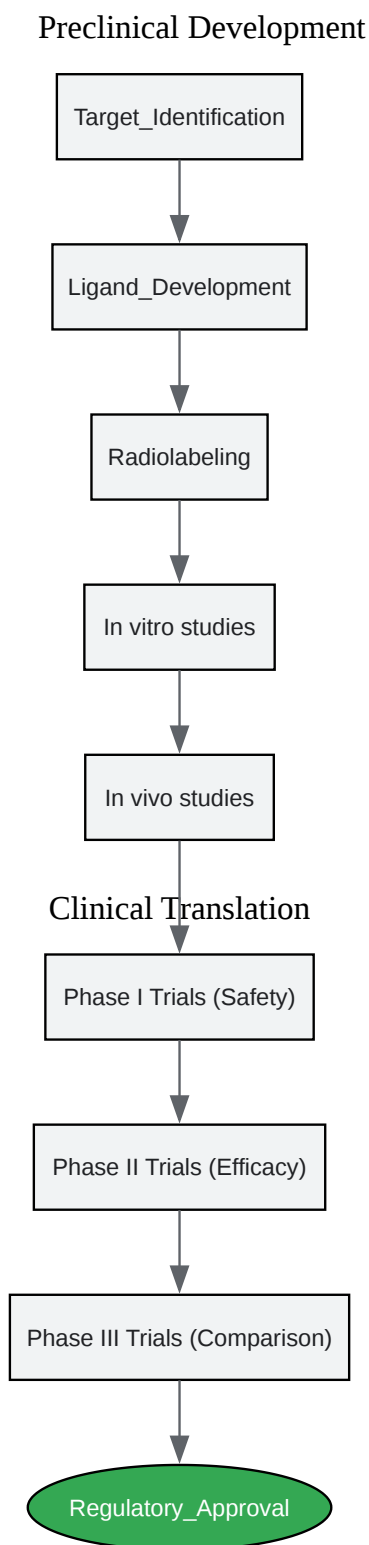 Preclinical Development
Target_Identification
Ligand_Development
Radiolabeling
In vitro studies
In vivo studies
Clinical Translation
Phase I Trials (Safety)
Phase II Trials (Efficacy)
Phase III Trials (Comparison)
Regulatory_Approval